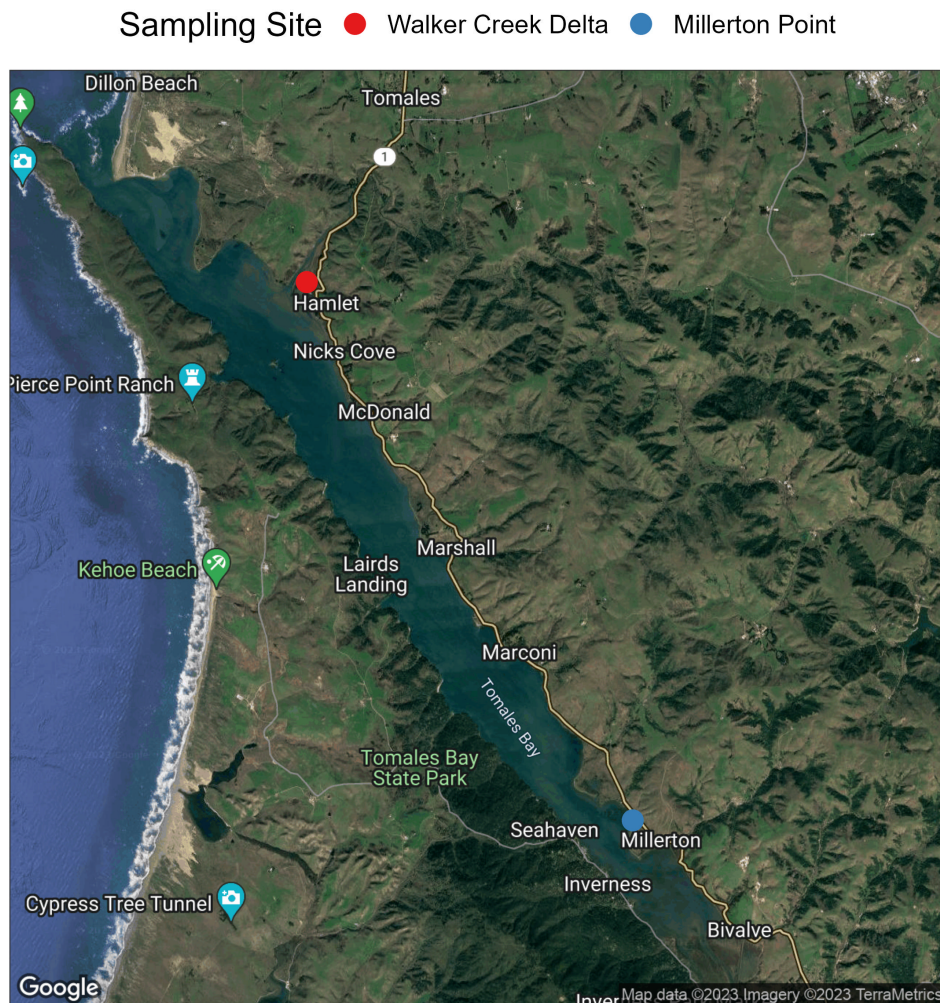 Sampling Site Walker Creek Delta Millerton Point
Dillon Beach
Tomales
1
Hamlet
Nicks Cove
Pierce Point Ranch
McDonald
Marshall
Lairds
Landing
Kehoe Beach
Marconi
Tomales Bay
Tomales Bay
State Park
Seahaven
Millerton
Inverness
Cypress Tree Tunnel
Bivalve
Google
Inver
Map data ©2023 Imagery ©2023 TerraMetrics